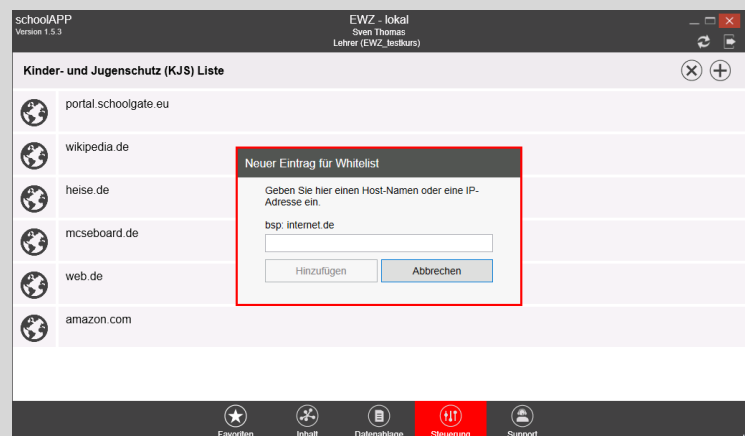 schoolAPP
Version 1.5.3
EWZ - lokal
Sven Thomas
Lehrer (EWZ_testkurs)
Kinder- und Jugenschutz (KJS) Liste
portal.schoolgate.eu
wikipedia.de
heise.de
mcseboard.de
web.de
amazon.com
Neuer Eintrag für Whitelist
Geben Sie hier einen Host-Namen oder eine IP-
Adresse ein.
bsp: internet.de
Hinzufügen Abbrechen
Favoriten Inhalt Datenablage Steuerung Support